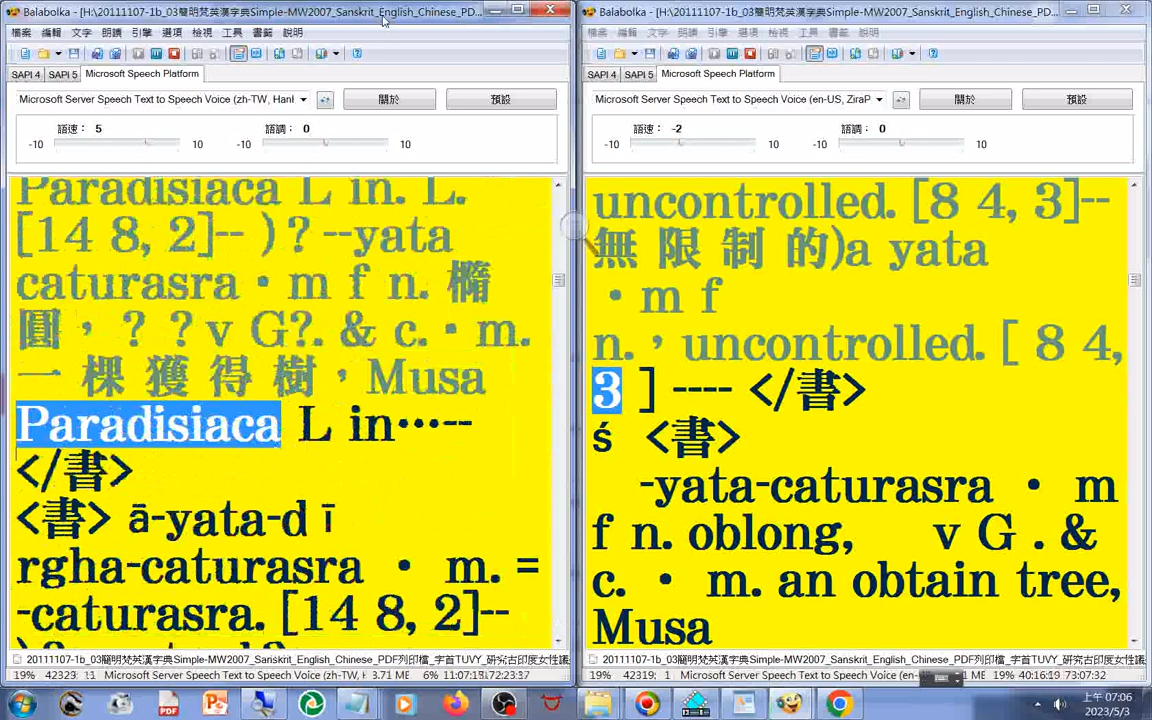 Balabolka - [H:\20111107-1b_03簡明梵英漢字典Simple-MW2007_Sanskrit_English_Chinese_PD...
檔案 編輯 文字 朗讀 引擎 選項 檢視 工具 書籤 說明
SAPI 4 SAPI 5 Microsoft Speech Platform
Microsoft Server Speech Text to Speech Voice (zh-TW, Hanl
關於 預設
語速： 5 語調： 0
-10 10 -10 10
Paradisiaca L in. L.
[14 8, 2]-- )？--yata
caturasra・m f n. 橢
圓，？？v G?. & c.・m.
一 棵 獲 得 樹，Musa
Paradisiaca L in…--
</書>
<書> ā-yata-d ī
rgha-caturasra ・ m. =
-caturasra. [14 8, 2]--
20111107-1b_03簡明梵英漢字典Simple-MW2007_Sanskrit_English_Chinese_PDF列印檔_字首TUVY_研究古印度女性議
19% 42329: 1 Microsoft Server Speech Text to Speech Voice (zh-TW, H 3.71 MB 6%
Balabolka - [H:\20111107-1b_03簡明梵英漢字典Simple-MW2007_Sanskrit_English_Chinese_PD...
檔案 編輯 文字 朗讀 引擎 選項 檢視 工具 書籤 說明
SAPI 4 SAPI 5 Microsoft Speech Platform
Microsoft Server Speech Text to Speech Voice (en-US, ZiraP
關於 預設
語速： -2 語調： 0
-10 10 -10 10
uncontrolled. [8 4, 3]--
無 限 制 的)a yata
・m f
n.，uncontrolled. [ 8 4,
3 ] ---- </書>
ś <書>
-yata-caturasra ・ m
f n. oblong, v G . &
c. ・ m. an obtain tree,
Musa
20111107-1b_03簡明梵英漢字典Simple-MW2007_Sanskrit_English_Chinese_PDF列印檔_字首TUVY_研究古印度女性議
19% 42319: 1 Microsoft Server Speech Text to Speech Voice (en-US, Z 19% 40:16:19 73:07:32
上午 07:06
2023/5/3